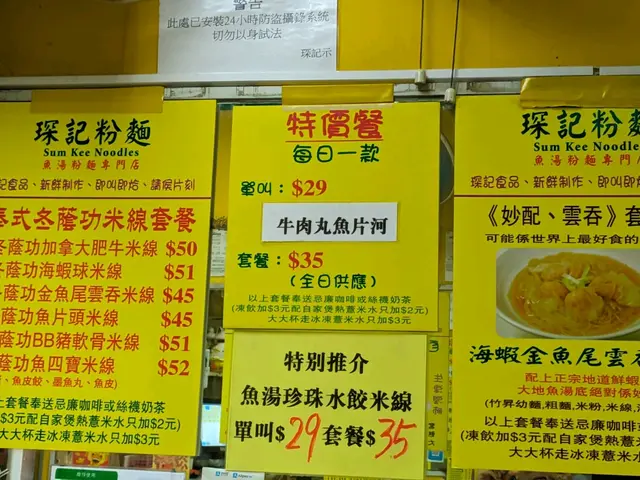 警告
此處已安裝24小時防盜攝錄系統
切勿以身試法
琛記示
琛記粉麵
Sum Kee Noodles
魚湯粉麵專門店
記食品、新鮮制作、即叫即焓、請侯片刻
泰式冬蔭功米線套餐
冬蔭功加拿大肥牛米線 $50
冬蔭功海蝦球米線 $51
蔭功金魚尾雲吞米線 $45
蔭功魚片頭米線 $45
蔭功BB豬軟骨米線 $51
蔭功魚四寶米線 $52
、魚皮餃、墨魚丸、魚皮)
上套餐奉送忌廉咖啡或絲襪奶茶
$3元配自家煲熱薏米水只加$2元)
大大杯走冰凍薏米水只加$3元
特價餐
每日一款
單叫：$29
牛肉丸魚片河
套餐：$35
(全日供應)
以上套餐奉送忌廉咖啡或絲襪奶茶
(凍飲加$3元配自家煲熱薏米水只加$2元)
大大杯走冰凍薏米水只加$3元
特別推介
魚湯珍珠水餃米線
單叫$29套餐$35
琛記粉麵
Sum Kee Noodles
魚湯粉麵專門店
琛記食品、新鮮制作、即叫即焓
《妙配、雲吞》套
可能係世界上最好食的
海蝦金魚尾雲
配上正宗地道鮮蝦
大地魚湯底絕對係妙
(竹昇幼麵,粗麵,米粉,米線
以上套餐奉送忌廉咖啡或
(凍飲加$3元配自家煲熱薏米
大大杯走冰凍薏米水